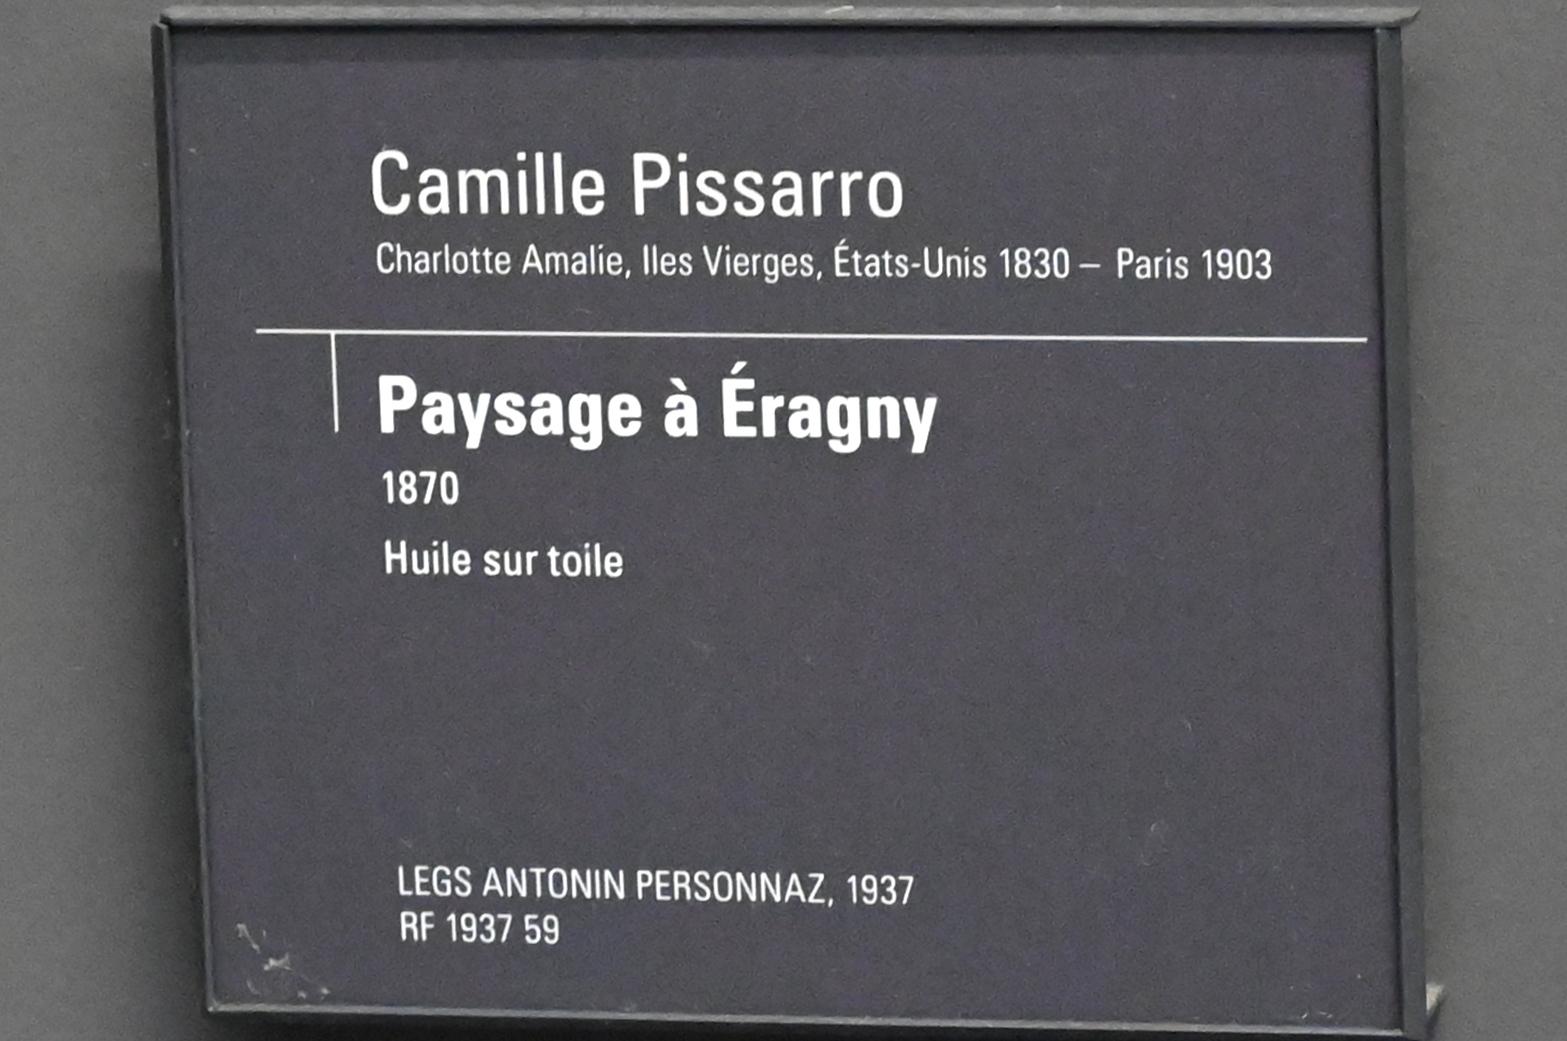 Camille Pissarro
Charlotte Amalie, Iles Vierges, États-Unis 1830 – Paris 1903
Paysage à Éragny
1870
Huile sur toile
LEGS ANTONIN PERSONNAZ, 1937
RF 1937 59